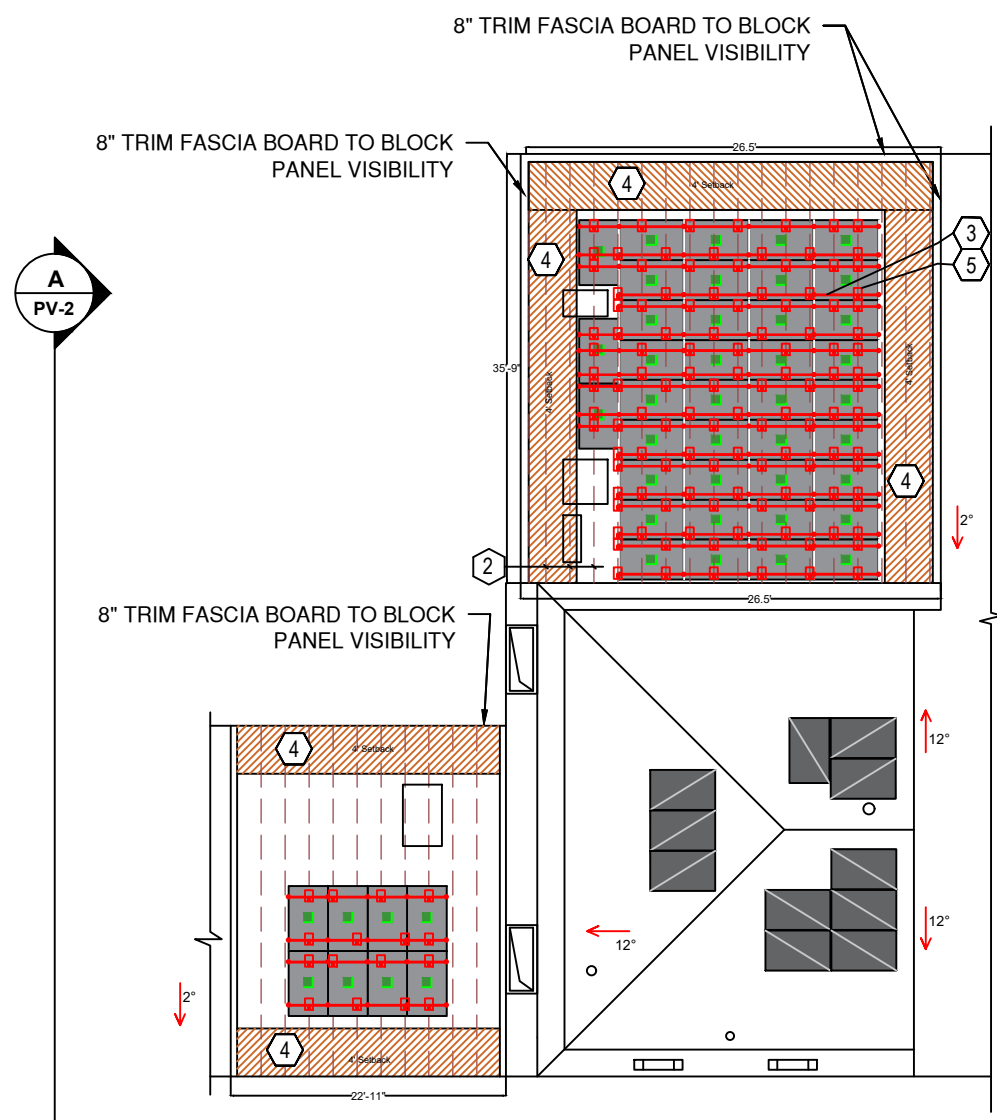 8" TRIM FASCIA BOARD TO BLOCK
PANEL VISIBILITY
8" TRIM FASCIA BOARD TO BLOCK
PANEL VISIBILITY
26.5'
4
4' Setback
3
4
5
A
PV-2
35'-9"
4' Setback
4' Setback
4
2°
2
26.5'
8" TRIM FASCIA BOARD TO BLOCK
PANEL VISIBILITY
4
4' Setback
12°
12°
12°
2°
4
4' Setback
22'-11"